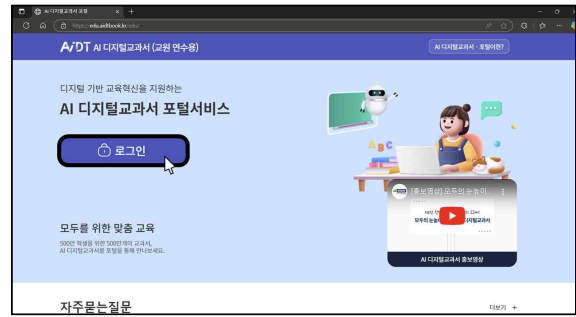 AI 디지털교과서 포털
https://edu.aidtbook.kr/edu/
AiDT AI 디지털교과서 (교원 연수용)
AI 디지털교과서 · 포털이란?
디지털 기반 교육혁신을 지원하는
AI 디지털교과서 포털서비스
로그인
A B C
[홍보영상] 모두의 눈높이...
AI 디지털교과서 홍보영상
모두를 위한 맞춤 교육
500만 학생을 위한 500만개의 교과서,
AI 디지털교과서를 포털을 통해 만나보세요.
자주묻는질문
더보기 +